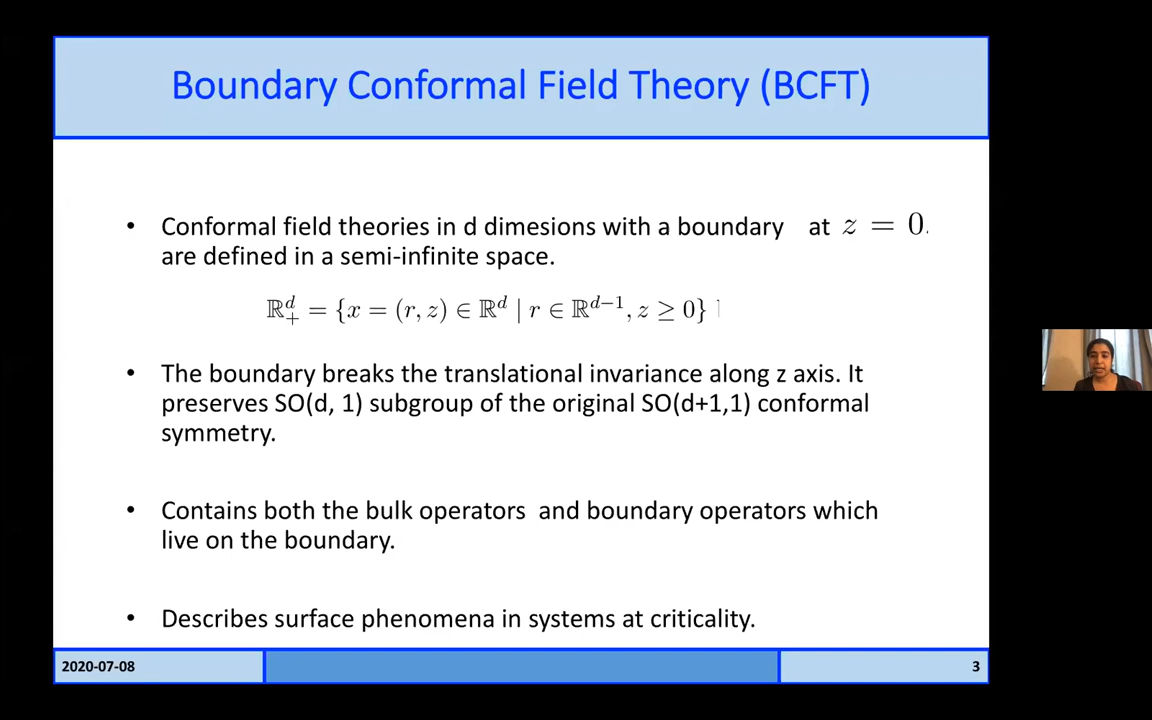 Boundary Conformal Field Theory (BCFT)
• Conformal field theories in d dimesions with a boundary at z = 0.
are defined in a semi-infinite space.
ℝ₊ᵈ = {x = (r, z) ∈ ℝᵈ | r ∈ ℝᵈ⁻¹, z ≥ 0}
• The boundary breaks the translational invariance along z axis. It
preserves SO(d, 1) subgroup of the original SO(d+1,1) conformal
symmetry.
• Contains both the bulk operators and boundary operators which
live on the boundary.
• Describes surface phenomena in systems at criticality.
2020-07-08
3